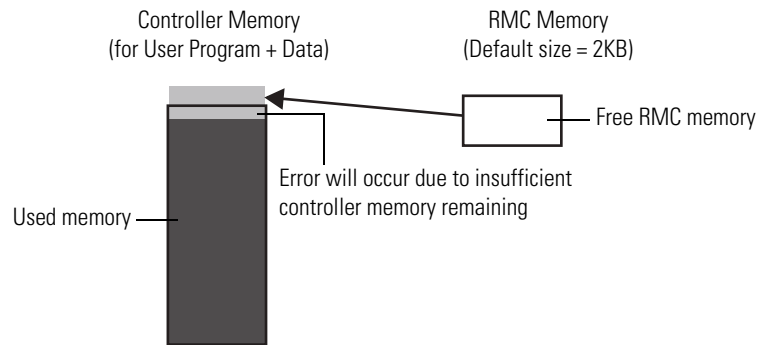 Controller Memory
(for User Program + Data)
RMC Memory
(Default size = 2KB)
Free RMC memory
Error will occur due to insufficient
controller memory remaining
Used memory